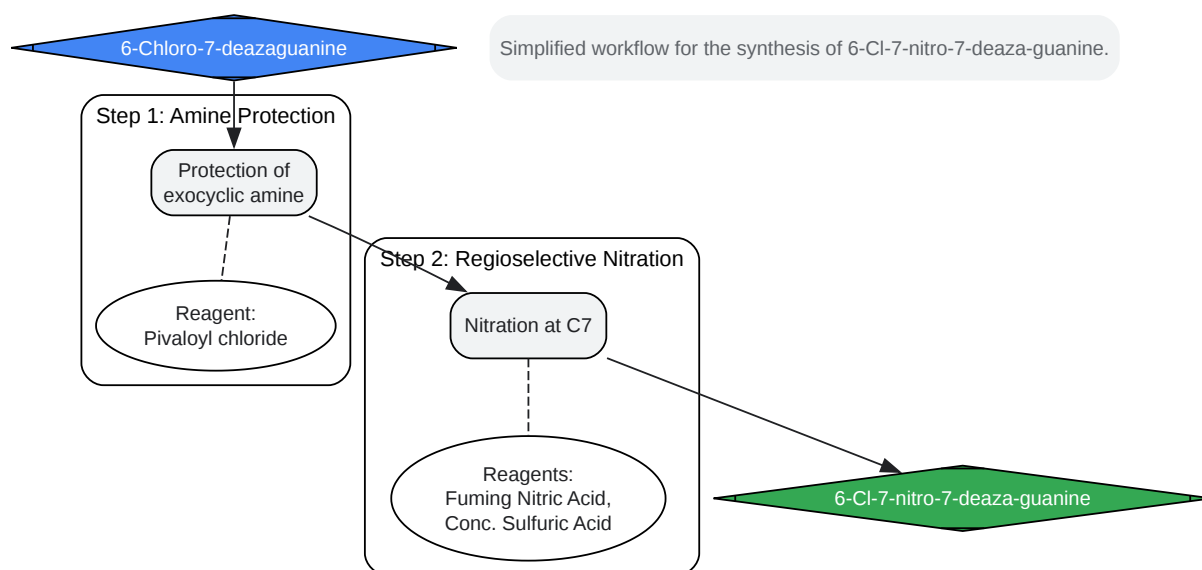 6-Chloro-7-deazaguanine
Simplified workflow for the synthesis of 6-Cl-7-nitro-7-deaza-guanine.
Step 1: Amine Protection
Protection of
exocyclic amine
Reagent:
Pivaloyl chloride
Step 2: Regioselective Nitration
Nitration at C7
Reagents:
Fuming Nitric Acid,
Conc. Sulfuric Acid
6-Cl-7-nitro-7-deaza-guanine